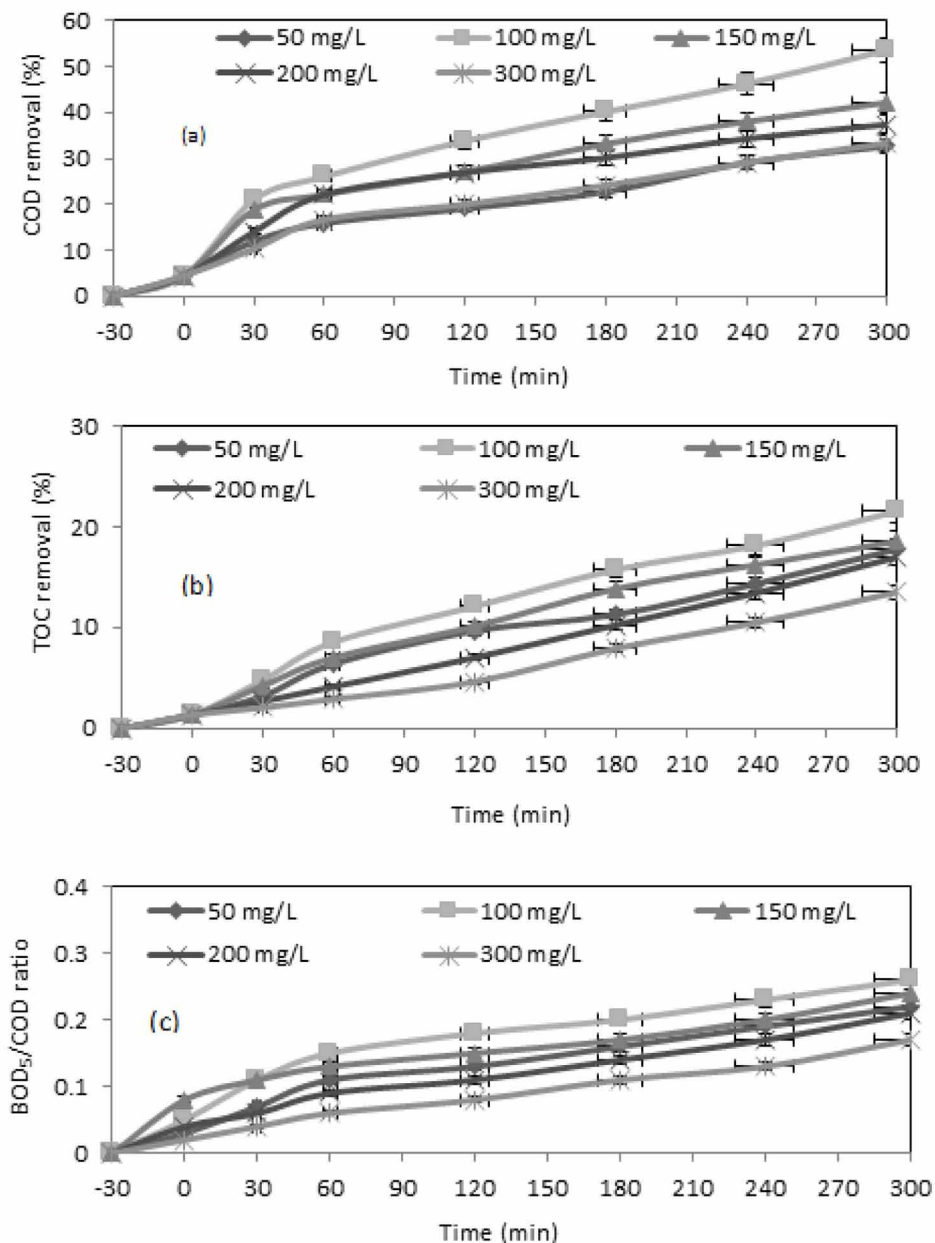 60
50
40
30
20
10
0
COD removal (%)
50 mg/L 100 mg/L 150 mg/L
200 mg/L 300 mg/L
(a)
-30 0 30 60 90 120 150 180 210 240 270 300
Time (min)
30
20
10
0
TOC removal (%)
50 mg/L 100 mg/L 150 mg/L
200 mg/L 300 mg/L
(b)
-30 0 30 60 90 120 150 180 210 240 270 300
Time (min)
0.4
0.3
0.2
0.1
0
BOD₅/COD ratio
50 mg/L 100 mg/L 150 mg/L
200 mg/L 300 mg/L
(c)
-30 0 30 60 90 120 150 180 210 240 270 300
Time (min)